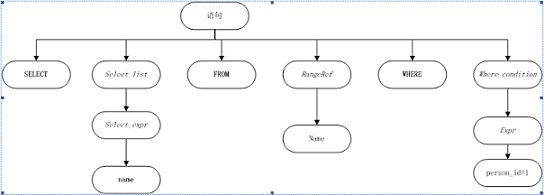 语句
SELECT
Select_list
FROM
RangeRef
WHERE
Where_condition
Select_expr
Name
Expr
name
person_id=1